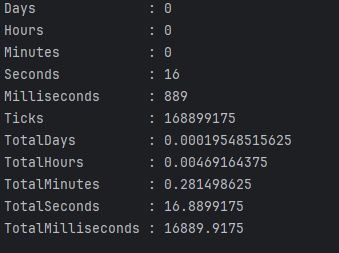 Days              : 0
Hours             : 0
Minutes           : 0
Seconds           : 16
Milliseconds      : 889
Ticks             : 168899175
TotalDays         : 0.00019548515625
TotalHours        : 0.00469164375
TotalMinutes      : 0.281498625
TotalSeconds      : 16.8899175
TotalMilliseconds : 16889.9175